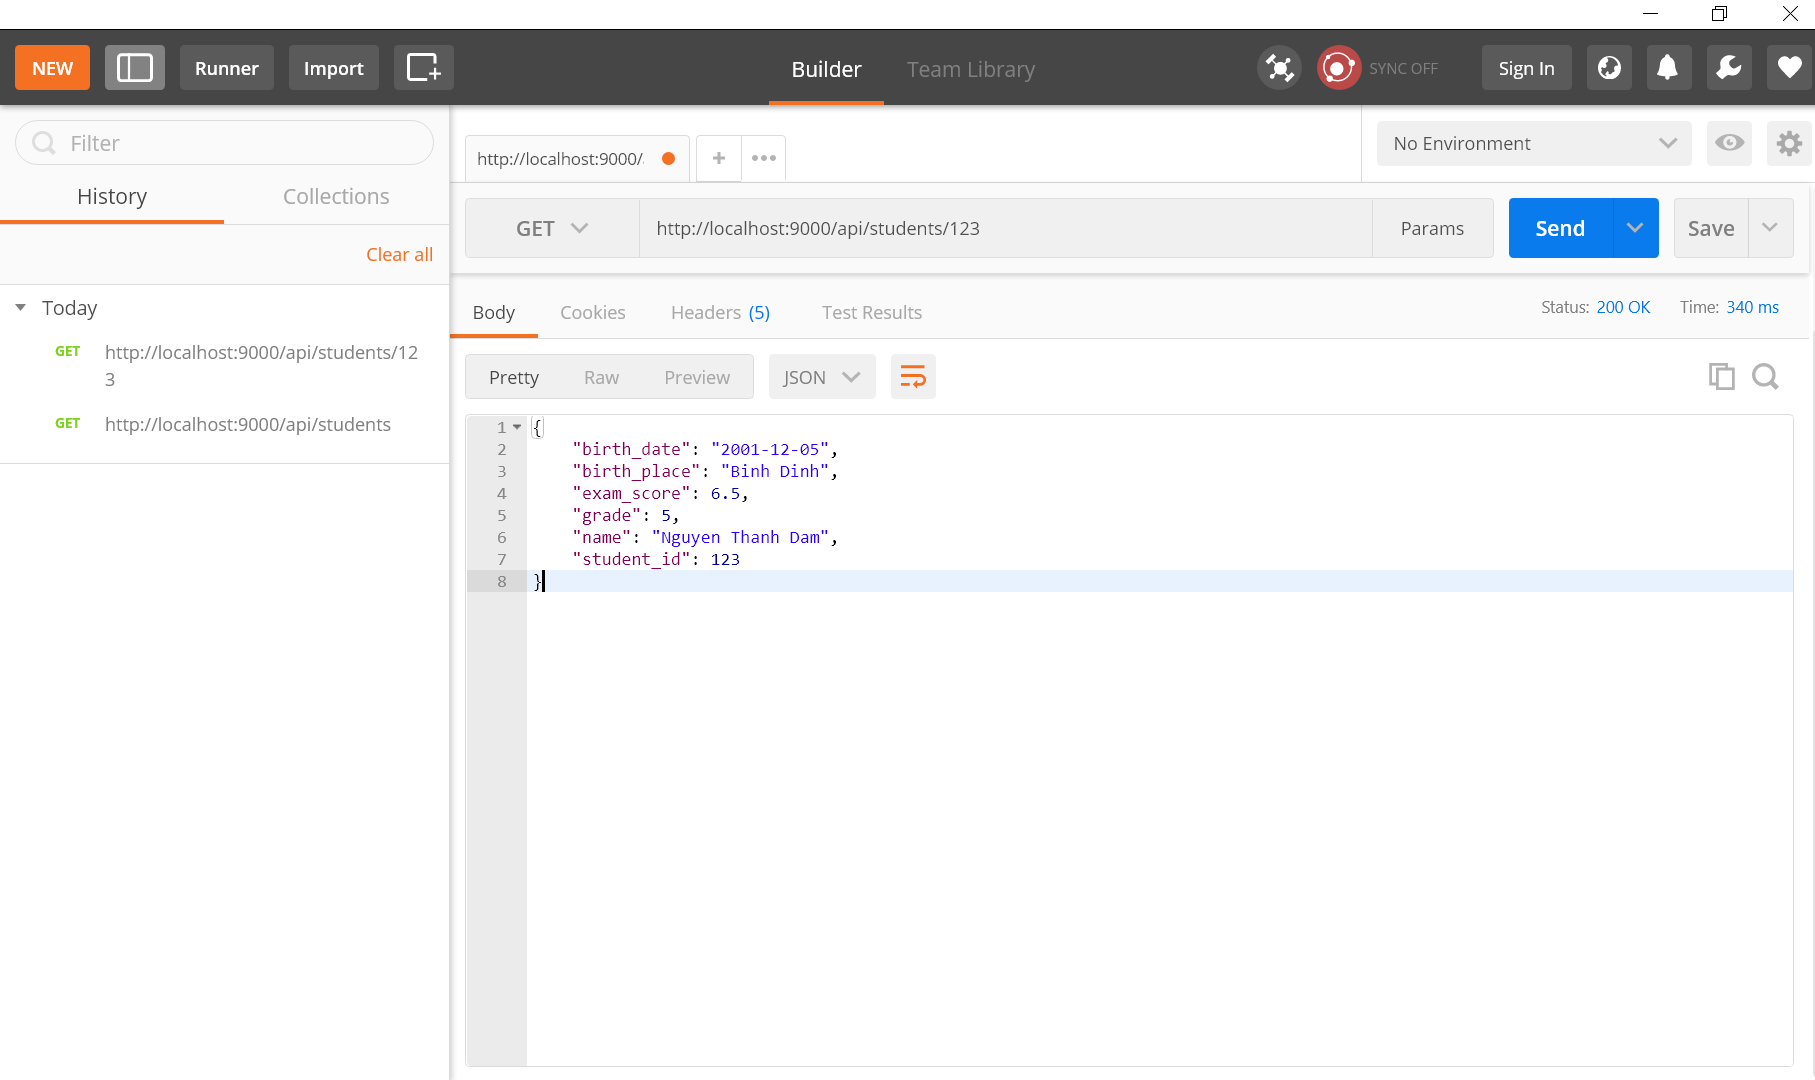 NEW
Runner
Import
Builder
Team Library
SYNC OFF
Sign In
Filter
History
Collections
Clear all
Today
GET http://localhost:9000/api/students/12
3
GET http://localhost:9000/api/students
http://localhost:9000/
+
•••
No Environment
GET
http://localhost:9000/api/students/123
Params
Send
Save
Body
Cookies
Headers (5)
Test Results
Status: 200 OK
Time: 340 ms
Pretty
Raw
Preview
JSON
1 {
2 "birth_date": "2001-12-05",
3 "birth_place": "Binh Dinh",
4 "exam_score": 6.5,
5 "grade": 5,
6 "name": "Nguyen Thanh Dam",
7 "student_id": 123
8 }